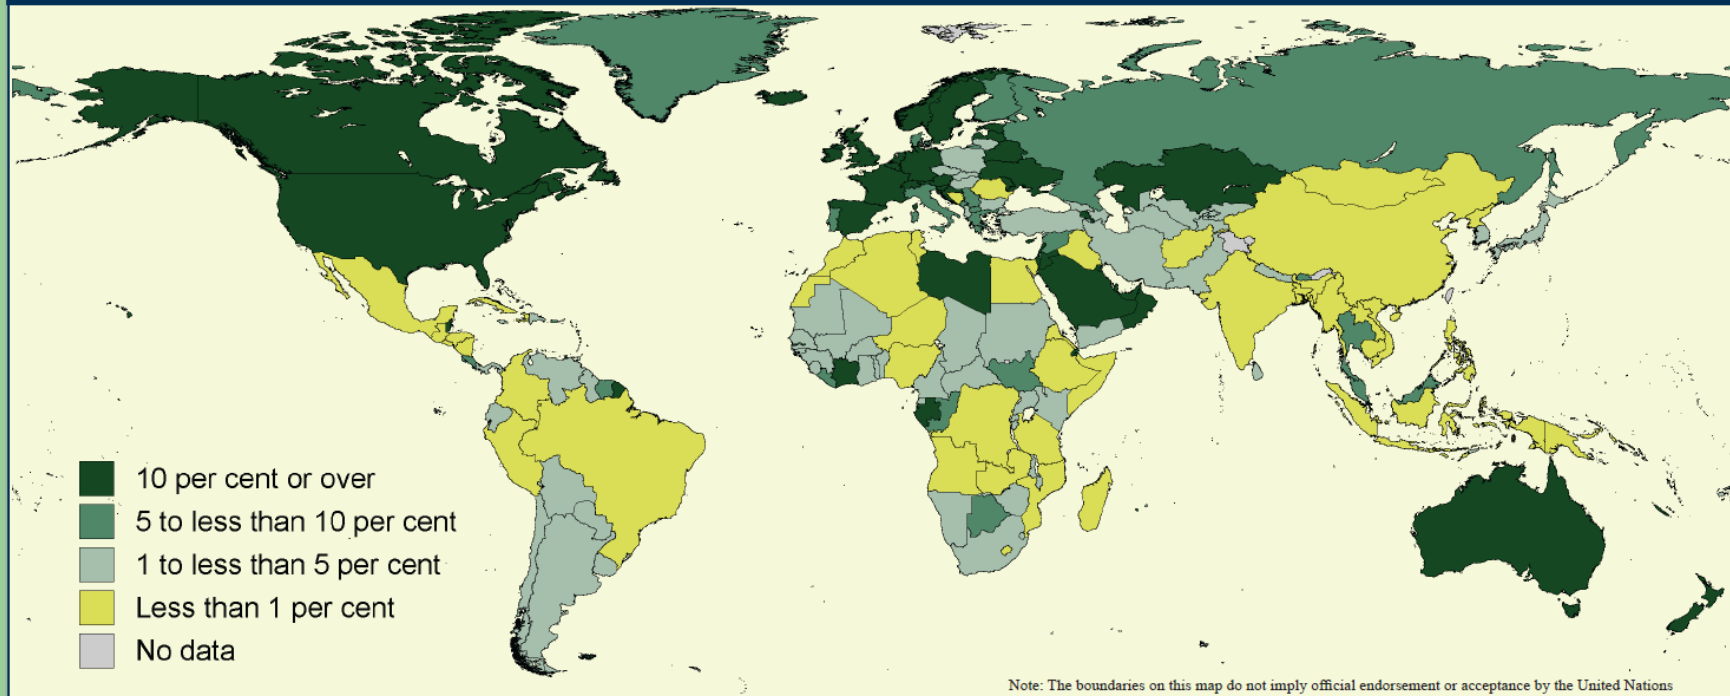 10 per cent or over
5 to less than 10 per cent
1 to less than 5 per cent
Less than 1 per cent
No data
Note: The boundaries on this map do not imply official endorsement or acceptance by the United Nations